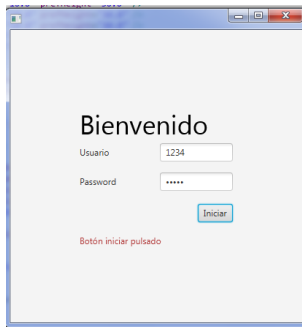 Bienvenido
Usuario 1234
Password •••••
Iniciar
Botón iniciar pulsado